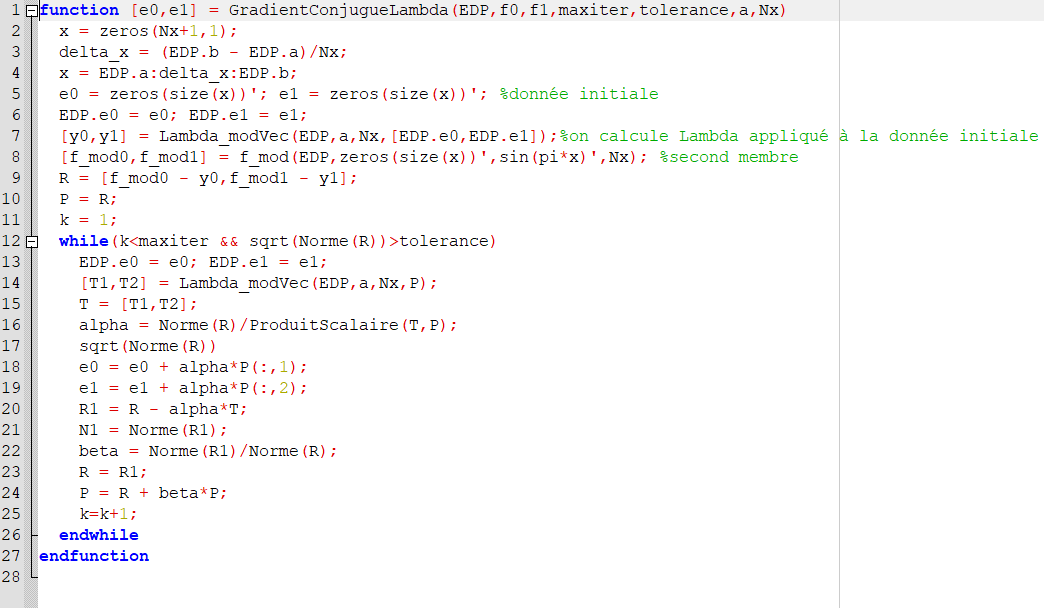 1 function [e0,e1] = GradientConjugueLambda(EDP,f0,f1,maxiter,tolerance,a,Nx)
2 x = zeros(Nx+1,1);
3 delta_x = (EDP.b - EDP.a)/Nx;
4 x = EDP.a:delta_x:EDP.b;
5 e0 = zeros(size(x))'; e1 = zeros(size(x))'; %donnée initiale
6 EDP.e0 = e0; EDP.e1 = e1;
7 [y0,y1] = Lambda_modVec(EDP,a,Nx,[EDP.e0,EDP.e1]);%on calcule Lambda appliqué à la donnée initiale
8 [f_mod0,f_mod1] = f_mod(EDP,zeros(size(x))',sin(pi*x)',Nx); %second membre
9 R = [f_mod0 - y0,f_mod1 - y1];
10 P = R;
11 k = 1;
12 while(k<maxiter && sqrt(Norme(R))>tolerance)
13 EDP.e0 = e0; EDP.e1 = e1;
14 [T1,T2] = Lambda_modVec(EDP,a,Nx,P);
15 T = [T1,T2];
16 alpha = Norme(R)/ProduitScalaire(T,P);
17 sqrt(Norme(R))
18 e0 = e0 + alpha*P(:,1);
19 e1 = e1 + alpha*P(:,2);
20 R1 = R - alpha*T;
21 N1 = Norme(R1);
22 beta = Norme(R1)/Norme(R);
23 R = R1;
24 P = R + beta*P;
25 k=k+1;
26 endwhile
27 endfunction
28